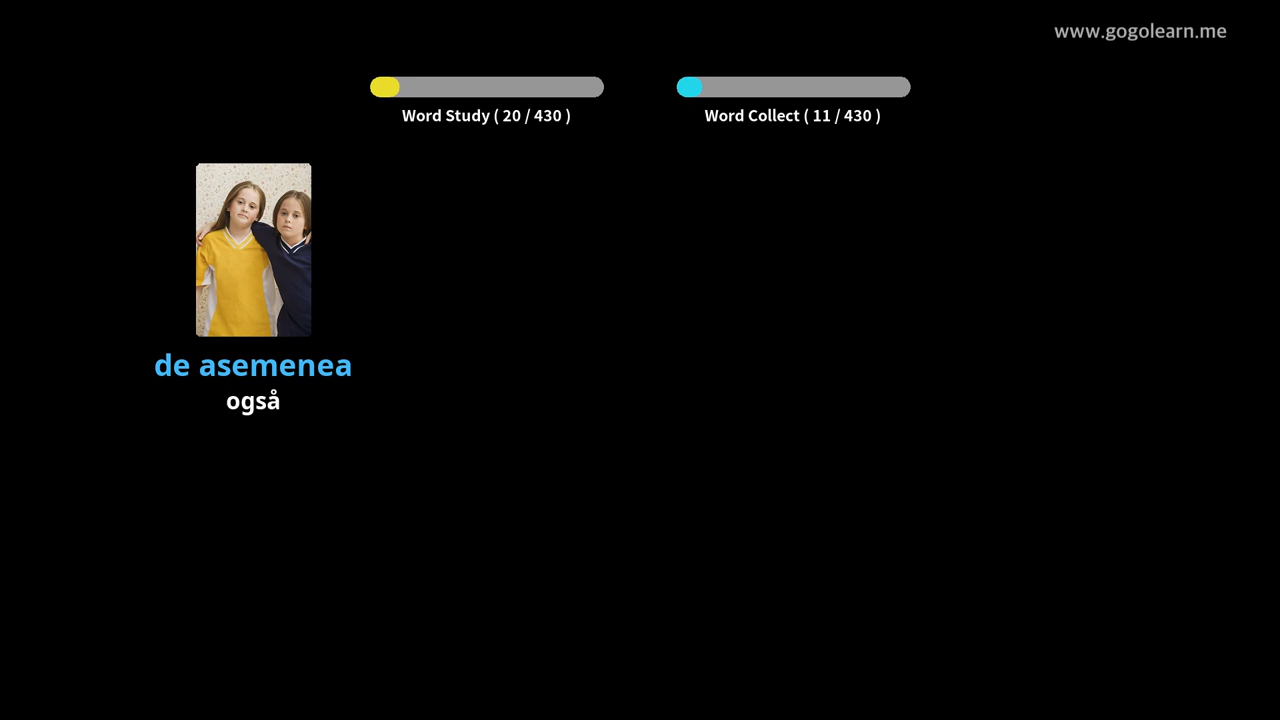 www.gogolearn.me
Word Study ( 20 / 430 )
Word Collect ( 11 / 430 )
de asemenea
også